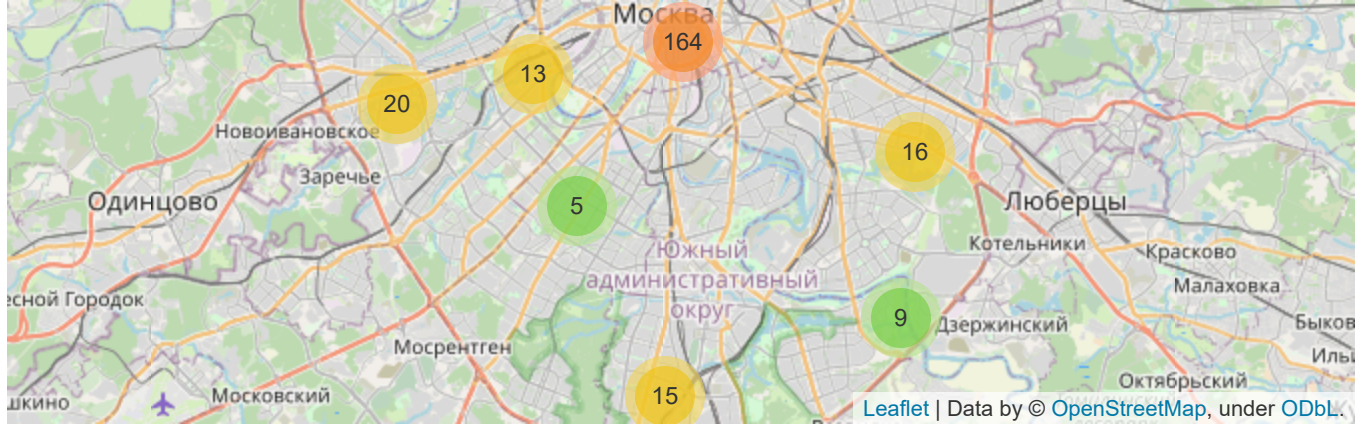 Москва
164
13
20
Новоивановское
16
Заречье
Одинцово
5
Люберцы
Южный
административный
округ
Котельники
Красково
Малаховка
есной Городок
9
Дзержинский
Быков
Мосрентген
Ильи
Октябрьский
15
Московский
шкино
Leaflet | Data by © OpenStreetMap, under ODbL.